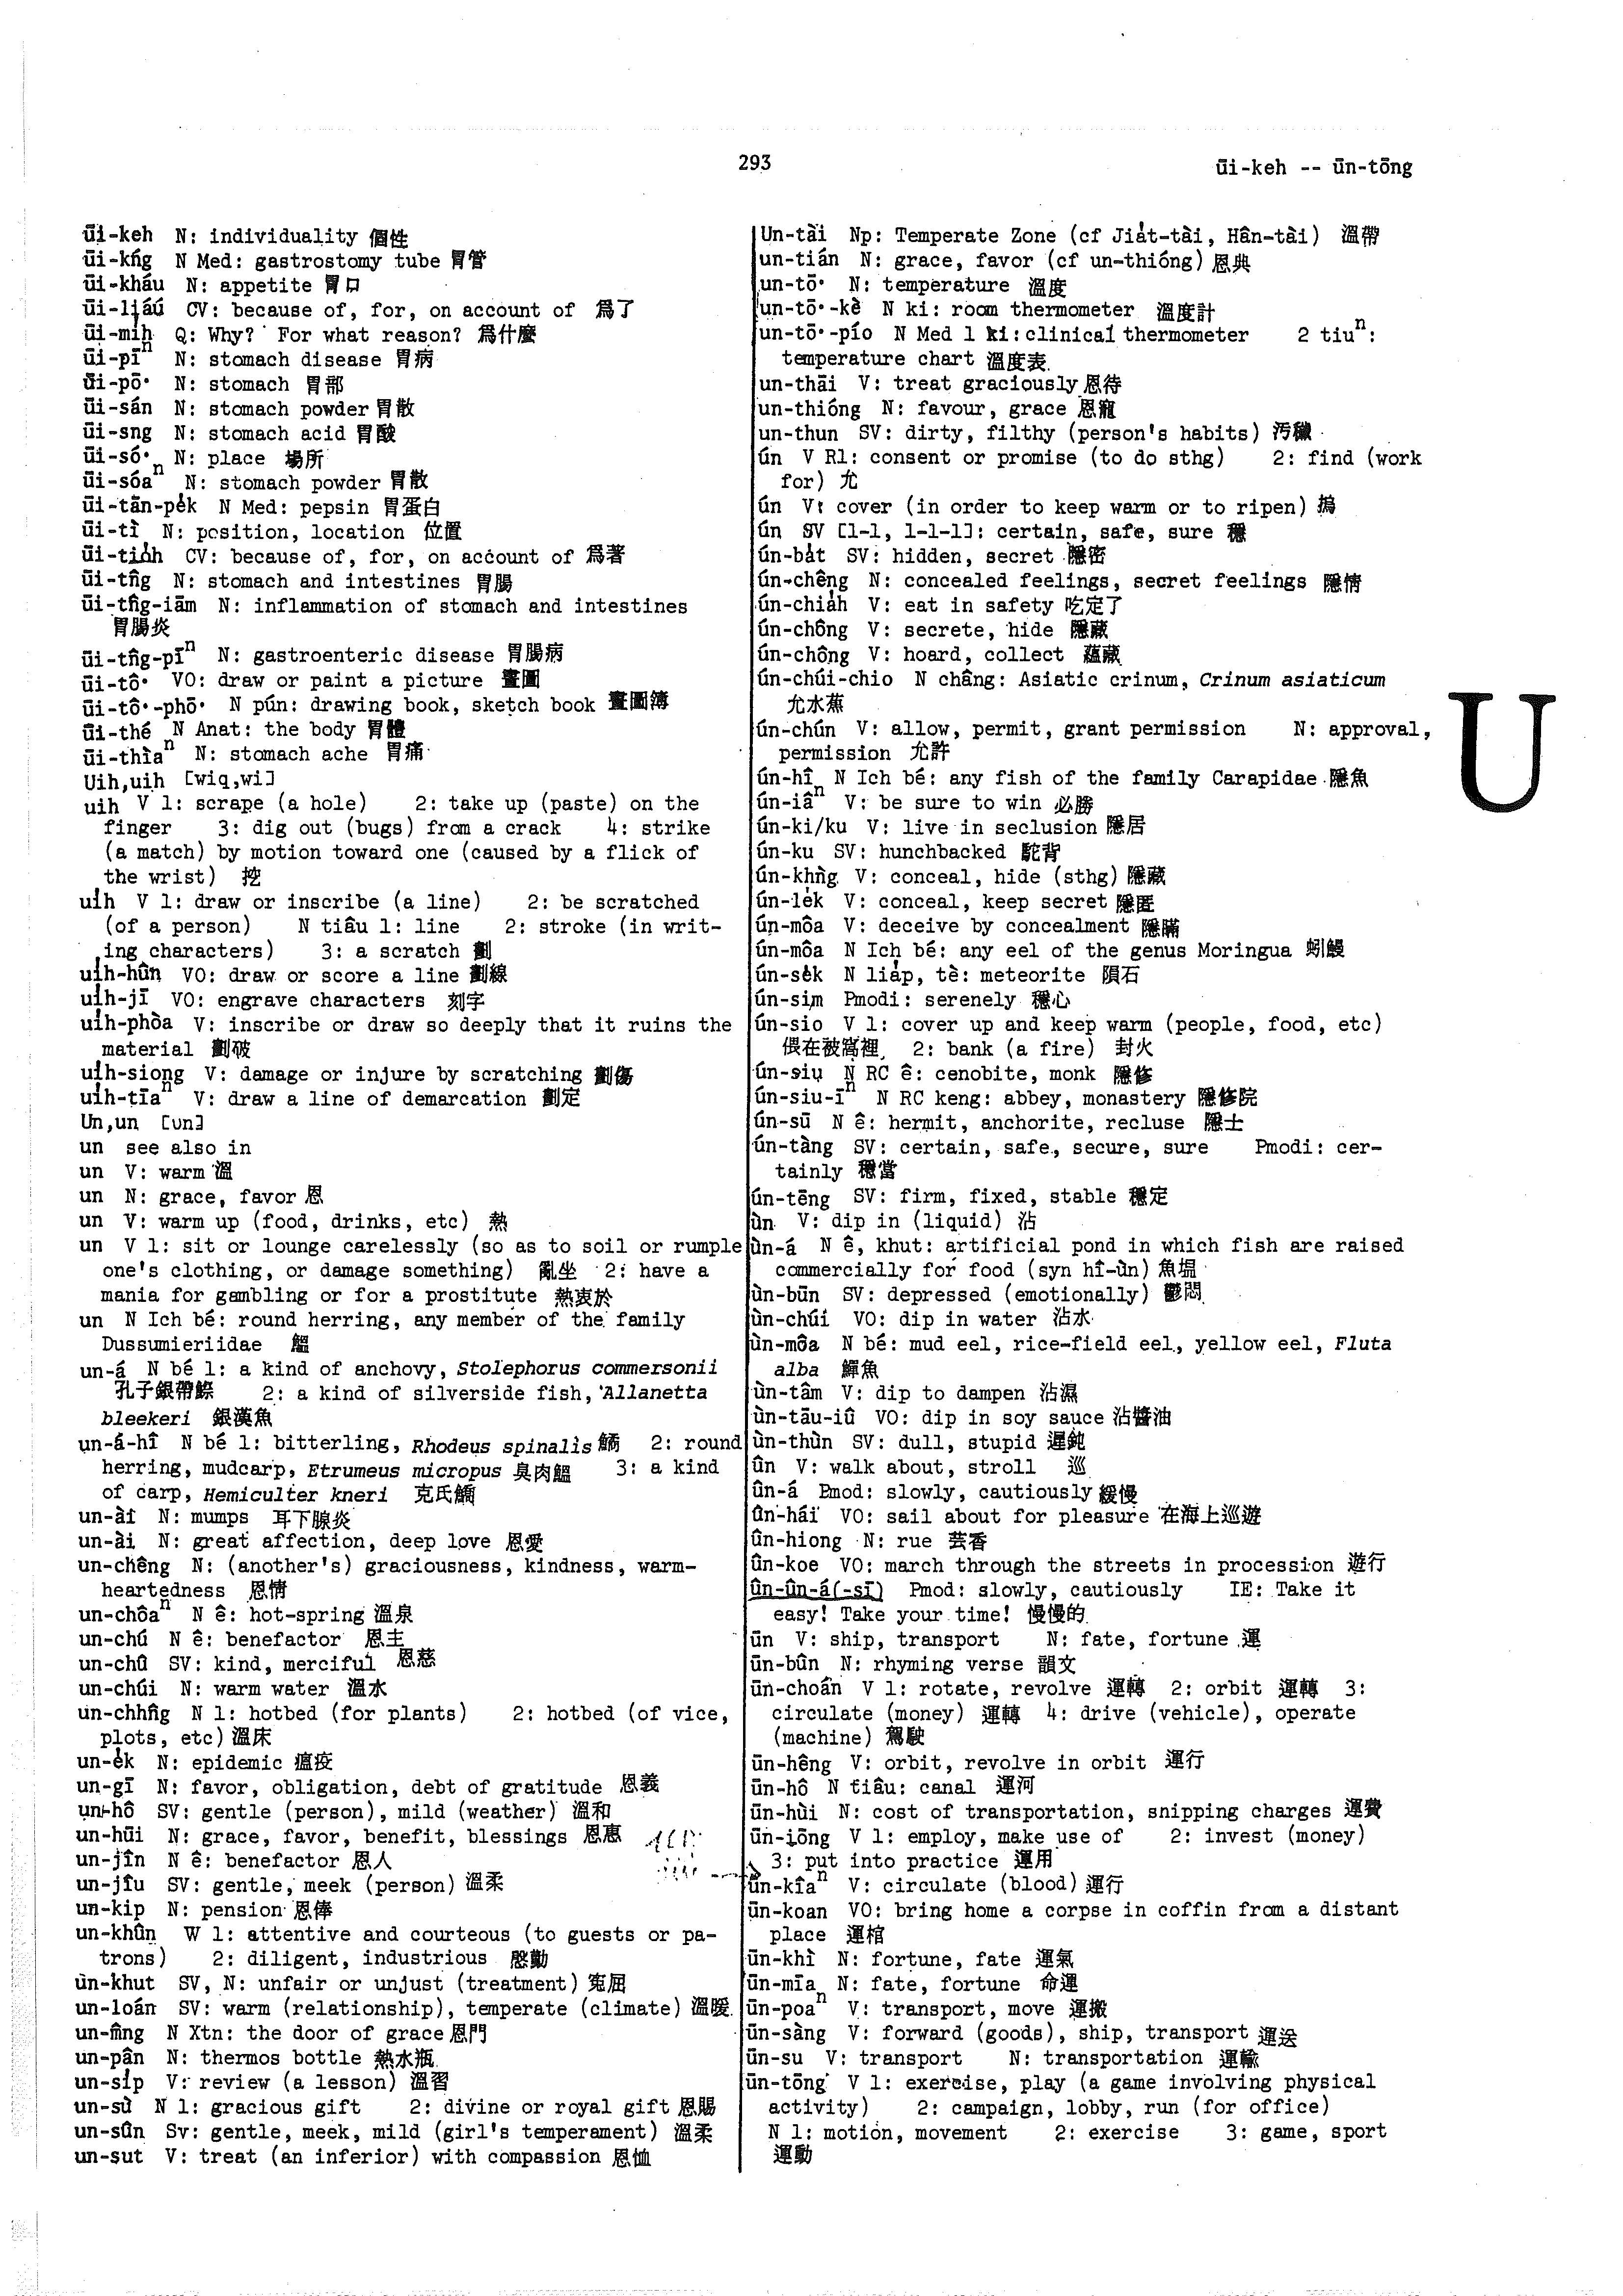 293
ūi-keh -- ūn-tōng
ūi-keh N: individuality 個性
ūi-kńg N Med: gastrostomy tube 胃管
ūi-kháu N: appetite 胃口
ūi-liáú CV: because of, for, on account of 爲了
ūi-mi̍h Q: Why? For what reason? 爲什麼
ūi-pīⁿ N: stomach disease 胃病
ūi-pō· N: stomach 胃部
ūi-sán N: stomach powder 胃散
ūi-sng N: stomach acid 胃酸
ūi-só· N: place 場所
ūi-sóaⁿ N: stomach powder 胃散
ūi-tān-pe̍k N Med: pepsin 胃蛋白
ūi-tì N: position, location 位置
ūi-tio̍h CV: because of, for, on account of 爲著
ūi-tn̂g N: stomach and intestines 胃腸
ūi-tn̂g-iām N: inflammation of stomach and intestines
胃腸炎
ūi-tn̂g-pīⁿ N: gastroenteric disease 胃腸病
ūi-tô· VO: draw or paint a picture 畫圖
ūi-tô·-phō· N pún: drawing book, sketch book 畫圖簿
ūi-thé N Anat: the body 胃體
ūi-thìaⁿ N: stomach ache 胃痛
Uih,uih [wiq,wi]
uih V 1: scrape (a hole) 2: take up (paste) on the
finger 3: dig out (bugs) from a crack 4: strike
(a match) by motion toward one (caused by a flick of
the wrist) 挖
ui̍h V 1: draw or inscribe (a line) 2: be scratched
(of a person) N tiâu 1: line 2: stroke (in writ-
ing characters) 3: a scratch 劃
ui̍h-hûn VO: draw or score a line 劃線
ui̍h-jī VO: engrave characters 刻字
ui̍h-phòa V: inscribe or draw so deeply that it ruins the
material 劃破
ui̍h-siong V: damage or injure by scratching 劃傷
ui̍h-tīaⁿ V: draw a line of demarcation 劃定
Un,un [un]
un see also in
un V: warm 溫
un N: grace, favor 恩
un V: warm up (food, drinks, etc) 熱
un V 1: sit or lounge carelessly (so as to soil or rumple
one's clothing, or damage something) 亂坐 2: have a
mania for gambling or for a prostitute 熱衷於
un N Ich bé: round herring, any member of the family
Dussumieriidae 鰮
un-á N bé 1: a kind of anchovy, Stolephorus commersonii
孔子銀帶鰶 2: a kind of silverside fish, Allanetta
bleekeri 銀漢魚
un-á-hî N bé 1: bitterling, Rhodeus spinalis 鱊 2: round
herring, mudcarp, Etrumeus micropus 臭肉鰮 3: a kind
of carp, Hemiculter kneri 克氏鱎
un-àf N: mumps 耳下腺炎
un-ài N: great affection, deep love 恩愛
un-chêng N: (another's) graciousness, kindness, warm-
heartedness 恩情
un-chôaⁿ N ê: hot-spring 溫泉
un-chú N ê: benefactor 恩主
un-chû SV: kind, merciful 恩慈
un-chúi N: warm water 溫水
un-chhn̂g N 1: hotbed (for plants) 2: hotbed (of vice,
plots, etc) 溫床
un-e̍k N: epidemic 瘟疫
un-gī N: favor, obligation, debt of gratitude 恩義
un-hô SV: gentle (person), mild (weather) 溫和
un-hūi N: grace, favor, benefit, blessings 恩惠
un-jîn N ê: benefactor 恩人
un-jîu SV: gentle, meek (person) 溫柔
un-kip N: pension 恩俸
un-khûn W 1: attentive and courteous (to guests or pa-
trons) 2: diligent, industrious 慇懃
ùn-khut SV, N: unfair or unjust (treatment) 寃屈
un-loán SV: warm (relationship), temperate (climate) 溫暖
un-mn̂g N Xtn: the door of grace 恩門
un-pân N: thermos bottle 熱水瓶
un-si̍p V: review (a lesson) 溫習
un-sù N 1: gracious gift 2: divine or royal gift 恩賜
un-sûn Sv: gentle, meek, mild (girl's temperament) 溫柔
un-sut V: treat (an inferior) with compassion 恩恤
Un-tài Np: Temperate Zone (cf Jia̍t-tài, Hân-tài) 溫帶
un-tián N: grace, favor (cf un-thióng) 恩典
un-tō· N: temperature 溫度
un-tō·-kè N ki: room thermometer 溫度計
un-tō·-pío N Med 1 ki: clinical thermometer 2 tiuⁿ:
temperature chart 溫度表
un-thāi V: treat graciously 恩待
un-thióng N: favour, grace 恩寵
un-thun SV: dirty, filthy (person's habits) 汚穢
ún V R1: consent or promise (to do sthg) 2: find (work
for) 允
ún V: cover (in order to keep warm or to ripen) 搗
ún SV [1-1, 1-1-1]: certain, safe, sure 穩
ún-ba̍t SV: hidden, secret 隱密
ún-chêng N: concealed feelings, secret feelings 隱情
ún-chia̍h V: eat in safety 吃定了
ún-chông V: secrete, hide 隱藏
ún-chông V: hoard, collect 蘊藏
ún-chúi-chio N châng: Asiatic crinum, Crinum asiaticum
允水蕉
ún-chún V: allow, permit, grant permission N: approval,
permission 允許
ún-hî N Ich bé: any fish of the family Carapidae 隱魚
ún-iâⁿ V: be sure to win 必勝
ún-ki/ku V: live in seclusion 隱居
ún-ku SV: hunchbacked 駝背
ún-khǹg V: conceal, hide (sthg) 隱藏
ún-le̍k V: conceal, keep secret 隱匿
ún-môa V: deceive by concealment 隱瞞
ún-môa N Ich bé: any eel of the genus Moringua 蚓鰻
ún-se̍k N lia̍p, tè: meteorite 隕石
ún-sim Pmodi: serenely 穩心
ún-sio V 1: cover up and keep warm (people, food, etc)
偎在被窩裡 2: bank (a fire) 封火
ún-siu N RC ê: cenobite, monk 隱修
ún-siu-īⁿ N RC keng: abbey, monastery 隱修院
ún-sū N ê: hermit, anchorite, recluse 隱士
ún-tàng SV: certain, safe, secure, sure Pmodi: cer-
tainly 穩當
ún-tēng SV: firm, fixed, stable 穩定
ùn V: dip in (liquid) 沾
ùn-á N ê, khut: artificial pond in which fish are raised
commercially for food (syn hî-ùn) 魚塭
ùn-būn SV: depressed (emotionally) 鬱悶
ùn-chúi VO: dip in water 沾水
ùn-môa N bé: mud eel, rice-field eel, yellow eel, Fluta
alba 鱓魚
ùn-tâm V: dip to dampen 沾濕
ùn-tāu-iû VO: dip in soy sauce 沾醬油
ùn-thùn SV: dull, stupid 遲鈍
ûn V: walk about, stroll 巡
ûn-á Pmod: slowly, cautiously 緩慢
ûn-hái VO: sail about for pleasure 在海上巡遊
ûn-hiong N: rue 芸香
ûn-koe VO: march through the streets in procession 遊行
ûn-ûn-á(-sī) Pmod: slowly, cautiously IE: Take it
easy! Take your time! 慢慢的
ūn V: ship, transport N: fate, fortune 運
ūn-bûn N: rhyming verse 韻文
ūn-choán V 1: rotate, revolve 運轉 2: orbit 運轉 3:
circulate (money) 運轉 4: drive (vehicle), operate
(machine) 駕駛
ūn-hêng V: orbit, revolve in orbit 運行
ūn-hô N tiâu: canal 運河
ūn-hùi N: cost of transportation, snipping charges 運費
ūn-iōng V 1: employ, make use of 2: invest (money)
3: put into practice 運用
ūn-kîaⁿ V: circulate (blood) 運行
ūn-koan VO: bring home a corpse in coffin from a distant
place 運棺
ūn-khì N: fortune, fate 運氣
ūn-mīa N: fate, fortune 命運
ūn-poaⁿ V: transport, move 運搬
ūn-sàng V: forward (goods), ship, transport 運送
ūn-su V: transport N: transportation 運輸
ūn-tōng V 1: exercise, play (a game involving physical
activity) 2: campaign, lobby, run (for office)
N 1: motion, movement 2: exercise 3: game, sport
運動
U